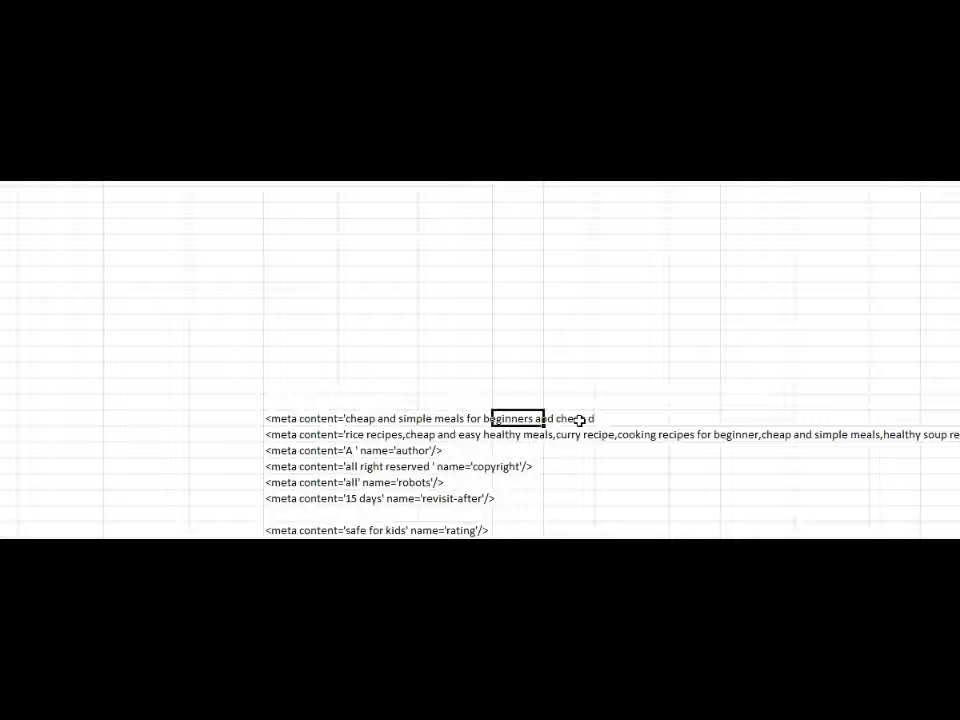 <meta content='cheap and simple meals for beginners and d
<meta content='rice recipes,cheap and easy healthy meals,curry recipe,cooking recipes for beginner,cheap and simple meals,healthy soup re
<meta content='A ' name='author'/>
<meta content='all right reserved ' name='copyright'/>
<meta content='all' name='robots'/>
<meta content='15 days' name='revisit-after'/>
<meta content='safe for kids' name='rating'/>